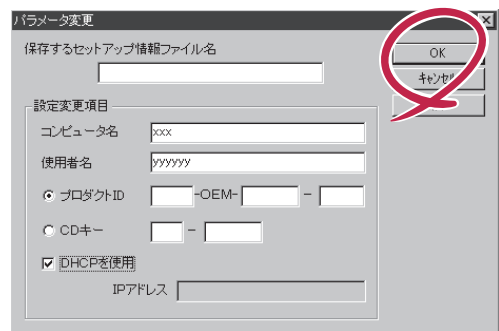 パラメータ変更
保存するセットアップ情報ファイル名
OK
キャンセル
設定変更項目
コンピュータ名 xxx
使用者名 yyyyyy
プロダクトID -OEM- -
CDキー -
DHCPを使用
IPアドレス